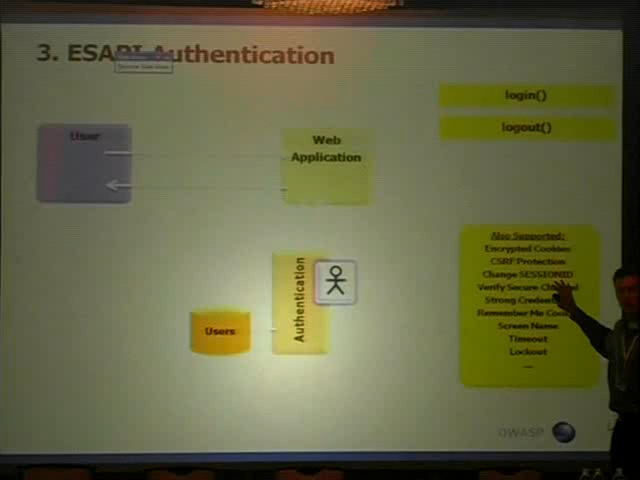 3. ESAPI Authentication
login()
logout()
User
Web
Application
Also Supported:
Encrypted Cookies
CSRF Protection
Change SESSIONID
Verify Secure
Strong
Remember Me
Screen Name
Timeout
Lockout
...
Authentication
Users
OWASP